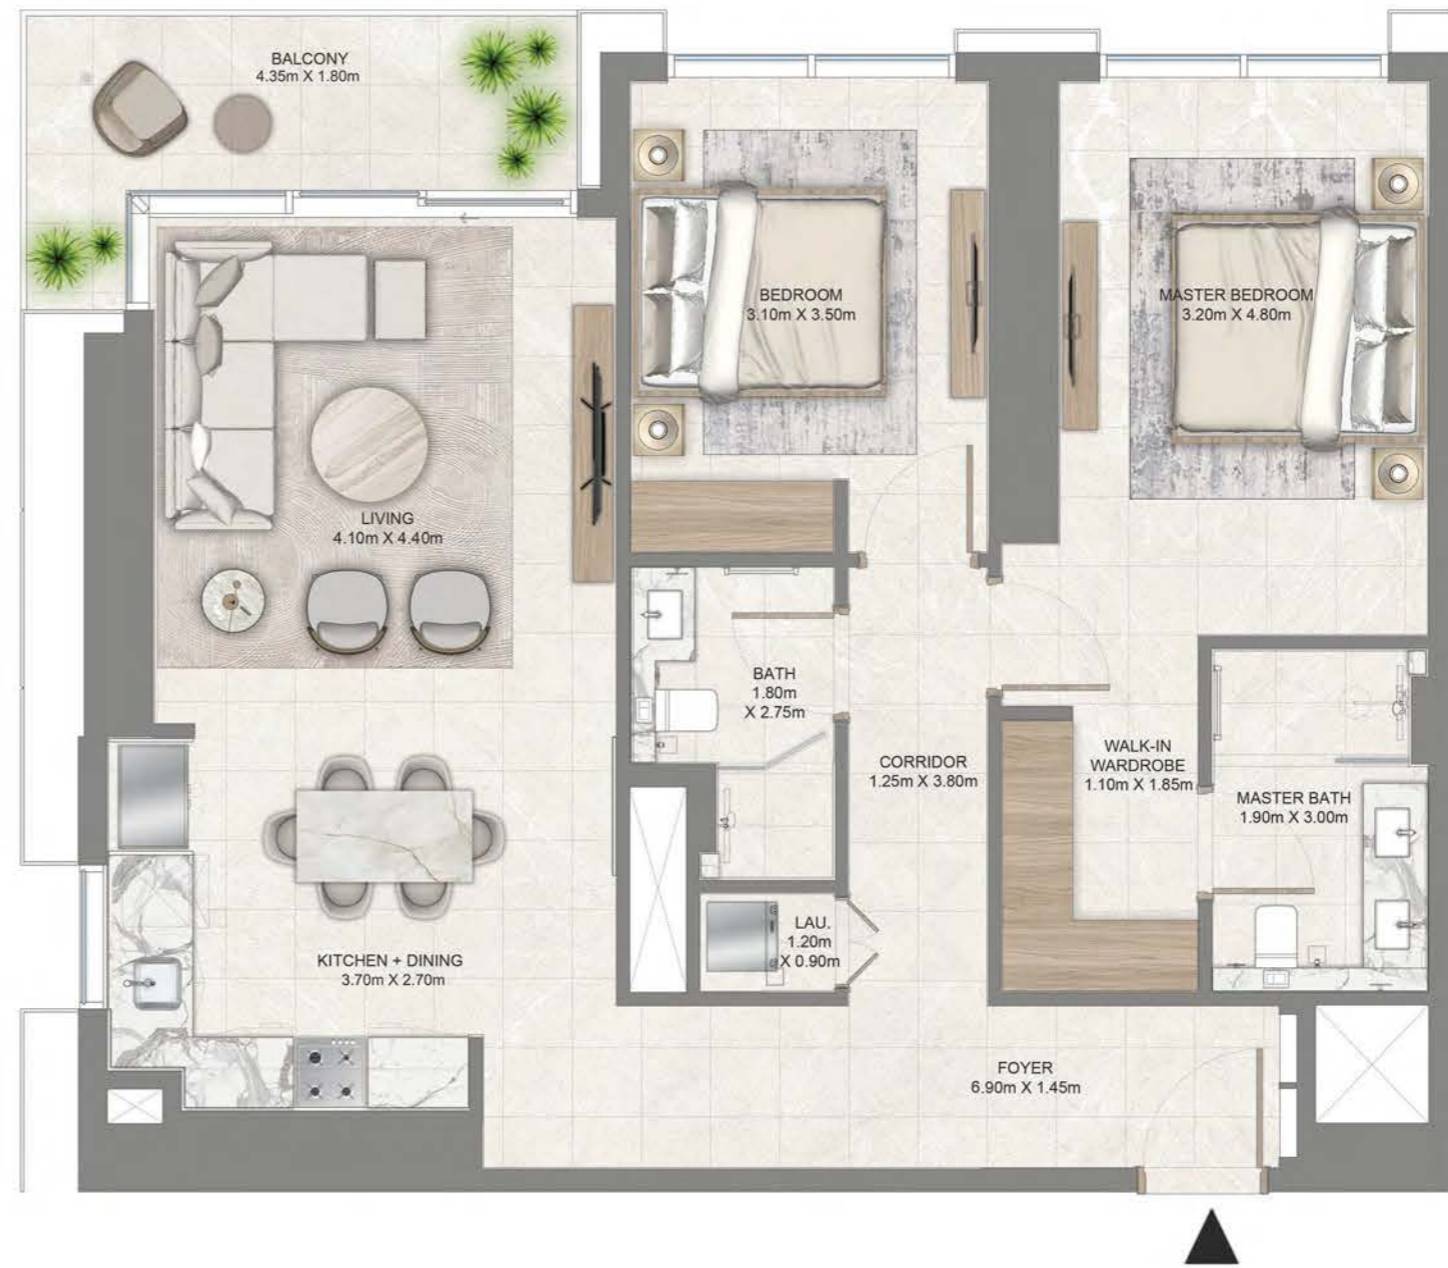 BALCONY
4.35m X 1.80m
BEDROOM
3.10m X 3.50m
MASTER BEDROOM
3.20m X 4.80m
LIVING
4.10m X 4.40m
BATH
1.80m
X 2.75m
CORRIDOR
1.25m X 3.80m
WALK-IN
WARDROBE
1.10m X 1.85m
MASTER BATH
1.90m X 3.00m
LAU.
1.20m
X 0.90m
KITCHEN + DINING
3.70m X 2.70m
FOYER
6.90m X 1.45m